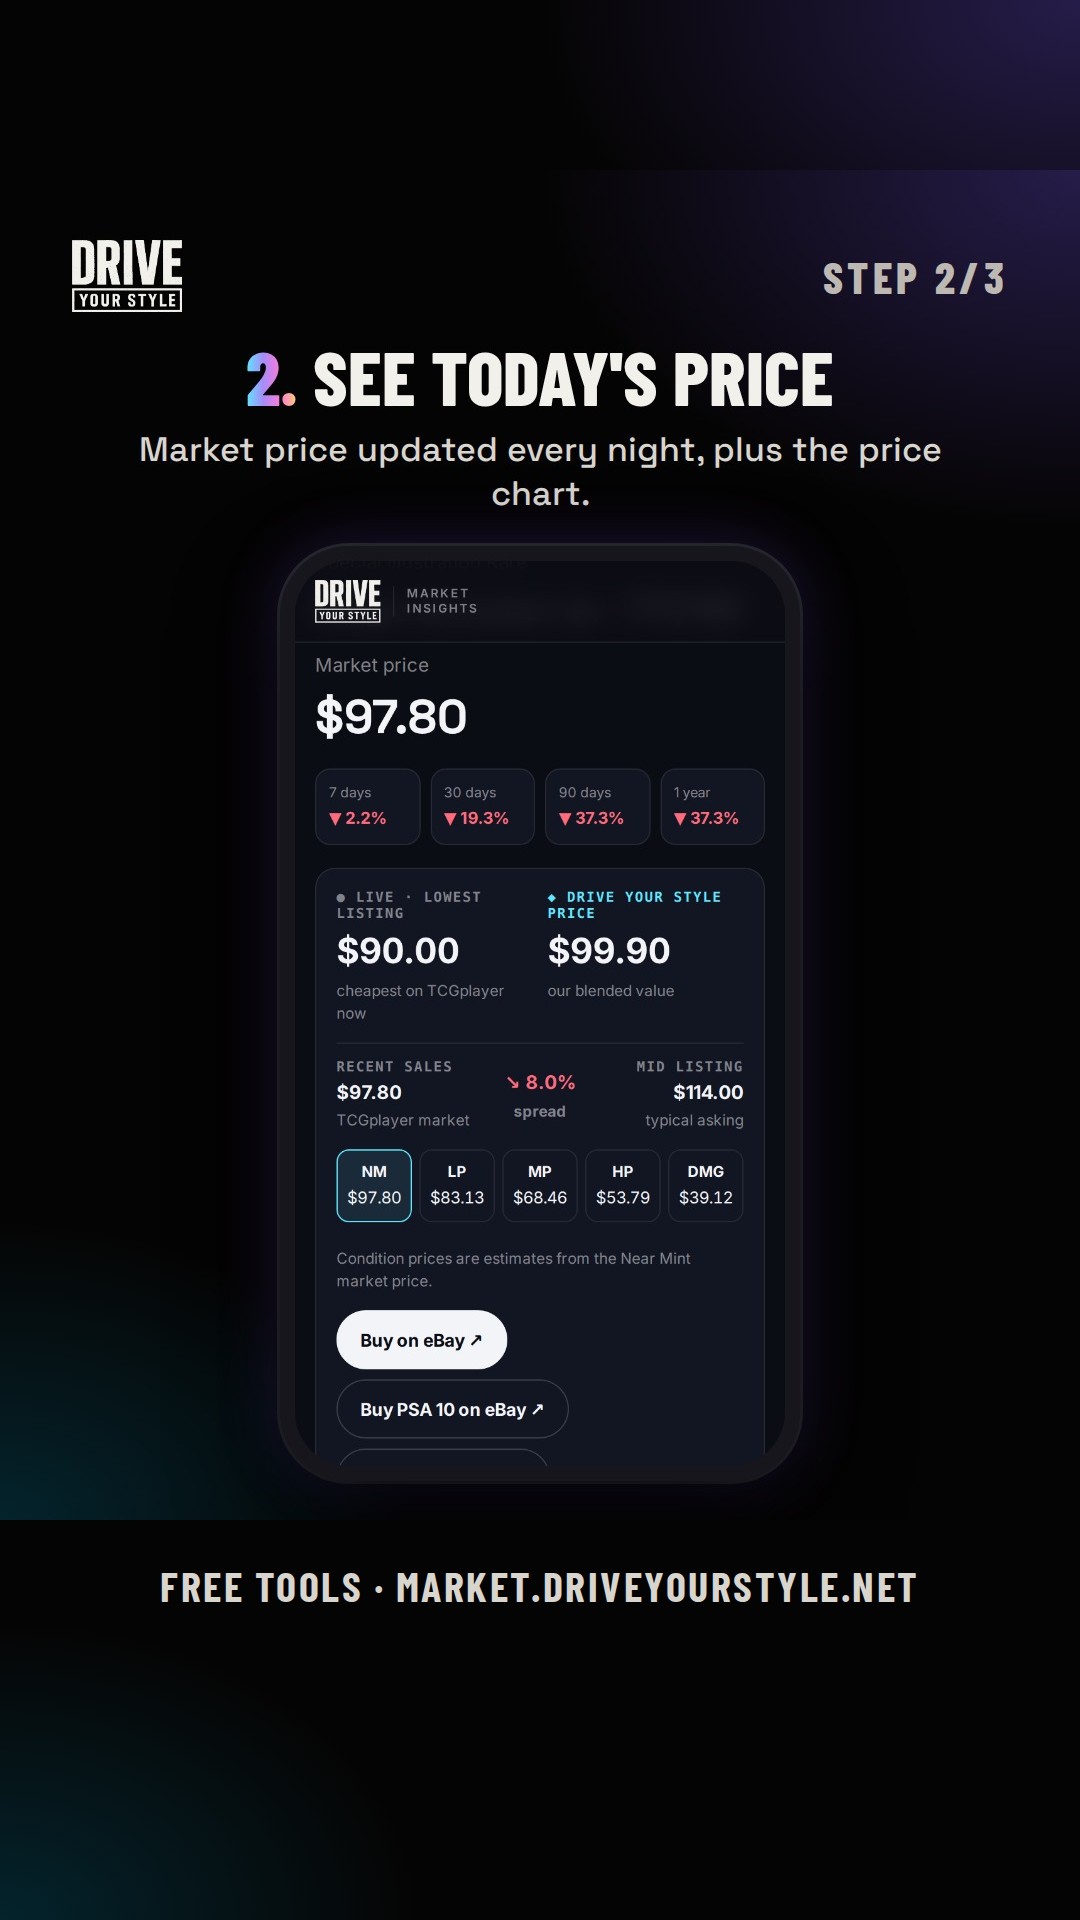 DRIVE
YOUR STYLE
STEP 2/3
2. SEE TODAY'S PRICE
Market price updated every night, plus the price
chart.
DRIVE
YOUR STYLE
MARKET
INSIGHTS
Market price
$97.80
7 days 30 days 90 days 1 year
▼ 2.2% ▼ 19.3% ▼ 37.3% ▼ 37.3%
● LIVE · LOWEST
LISTING
$90.00
cheapest on TCGplayer
now
◆ DRIVE YOUR STYLE
PRICE
$99.90
our blended value
RECENT SALES
$97.80
TCGplayer market
↘ 8.0%
spread
MID LISTING
$114.00
typical asking
NM LP MP HP DMG
$97.80 $83.13 $68.46 $53.79 $39.12
Condition prices are estimates from the Near Mint
market price.
Buy on eBay ↗
Buy PSA 10 on eBay ↗
FREE TOOLS · MARKET.DRIVEYOURSTYLE.NET